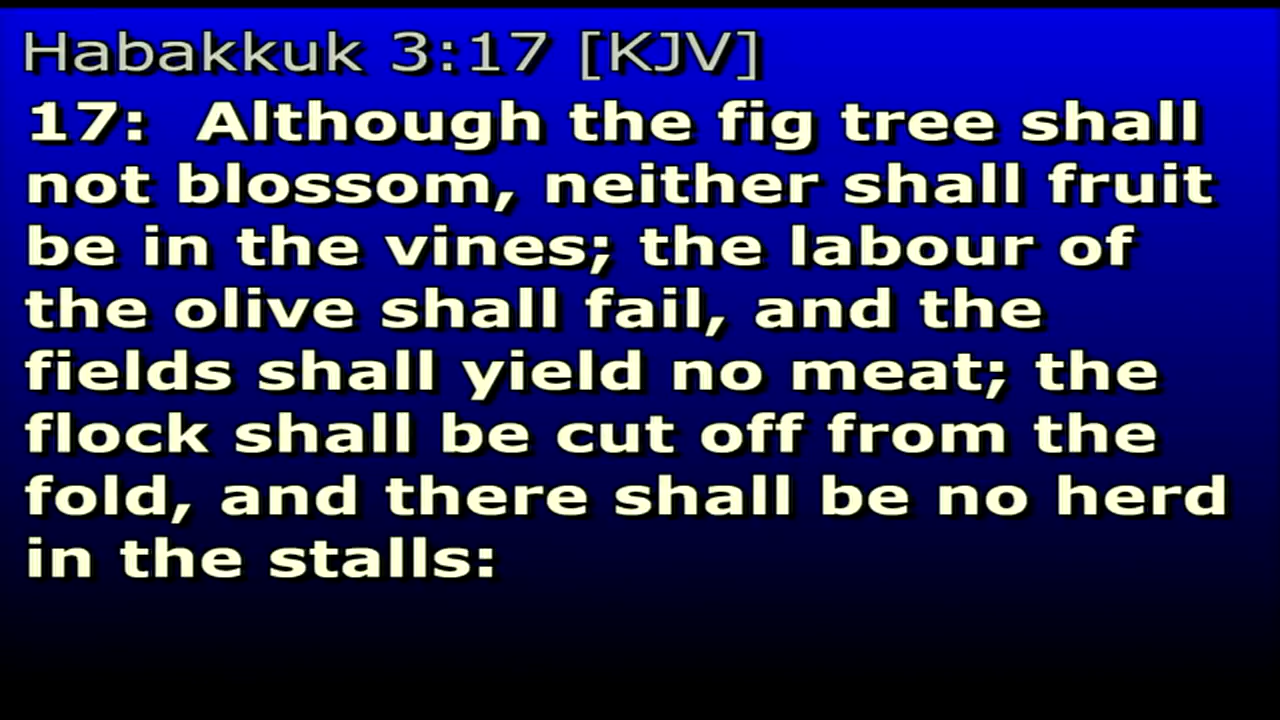 Habakkuk 3:17 [KJV]
17:  Although the fig tree shall
not blossom, neither shall fruit
be in the vines; the labour of
the olive shall fail, and the
fields shall yield no meat; the
flock shall be cut off from the
fold, and there shall be no herd
in the stalls: